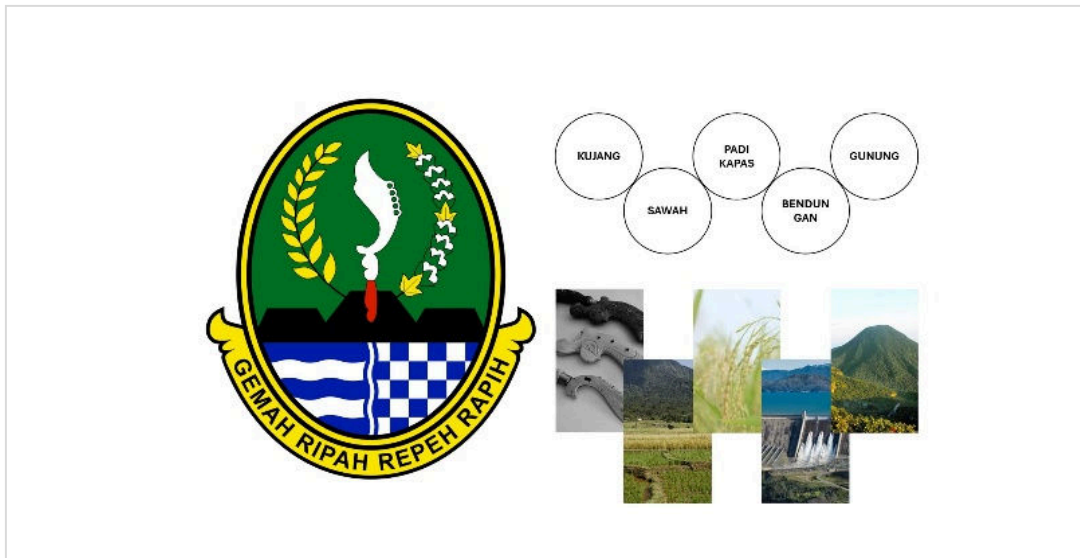 GEMAH RIPAH REPEH RAPIH
KUJANG
SAWAH
PADI
KAPAS
BENDUN
GAN
GUNUNG